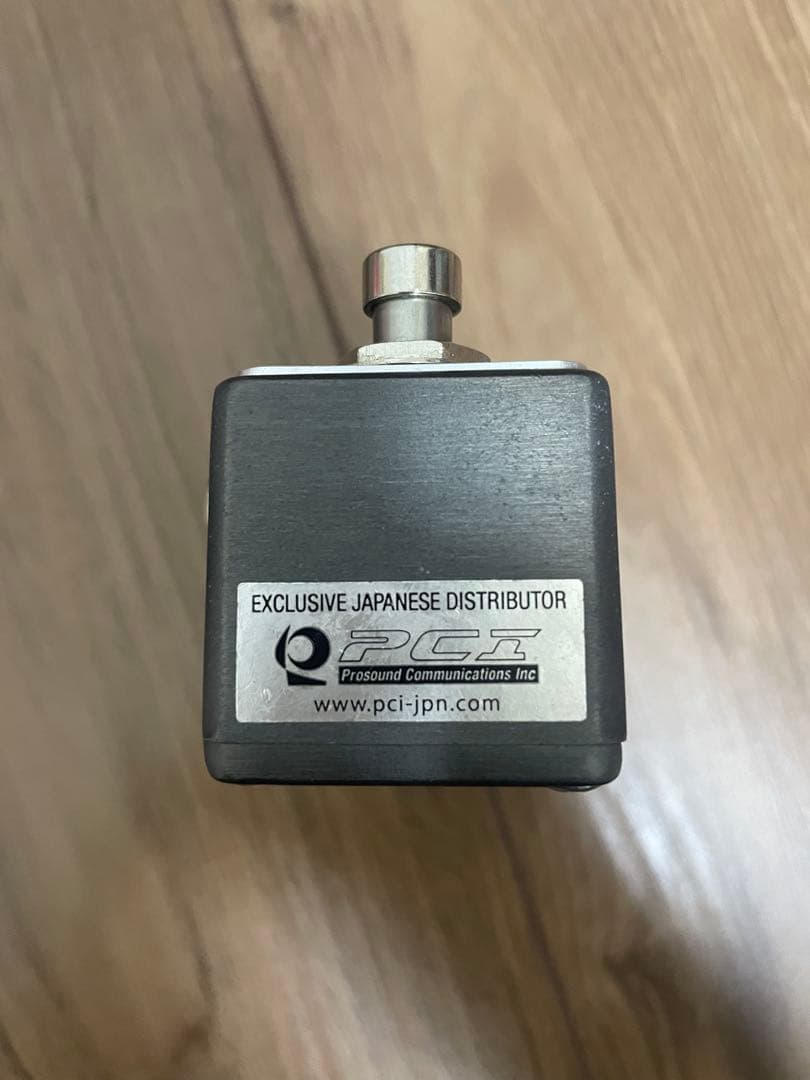 EXCLUSIVE JAPANESE DISTRIBUTOR
PCI
Prosound Communications Inc
www.pci-jpn.com